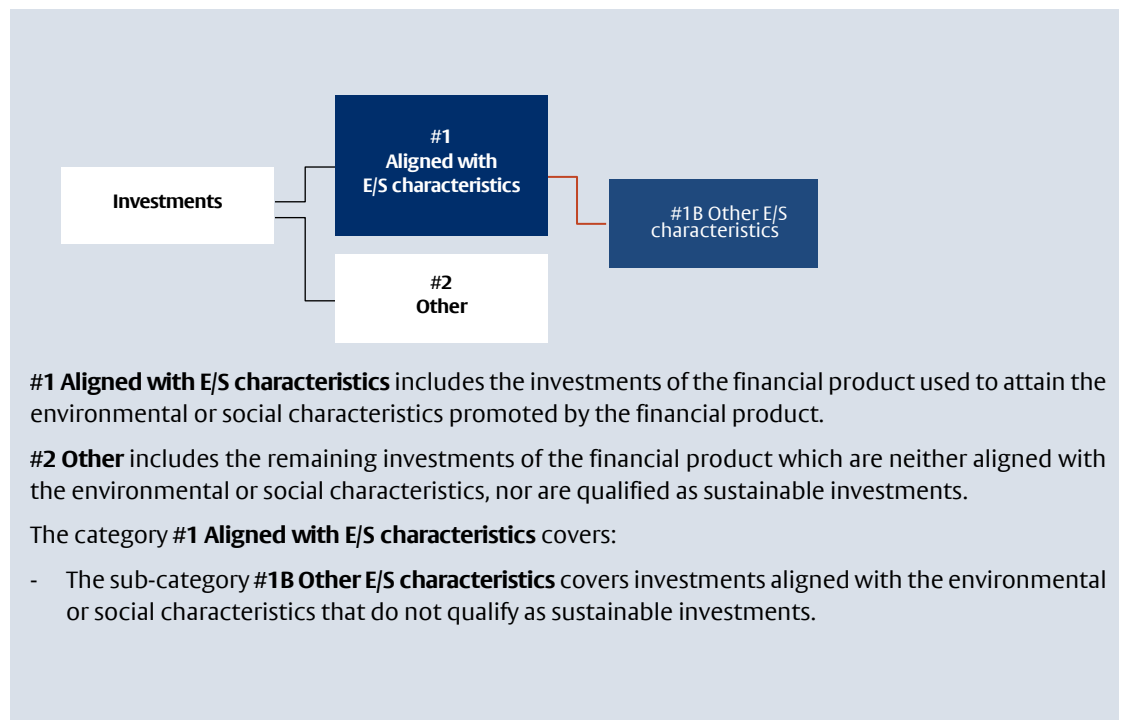 #1
Aligned with
E/S characteristics
Investments
#1B Other E/S
characteristics
#2
Other
#1 Aligned with E/S characteristics includes the investments of the financial product used to attain the
environmental or social characteristics promoted by the financial product.
#2 Other includes the remaining investments of the financial product which are neither aligned with
the environmental or social characteristics, nor are qualified as sustainable investments.
The category #1 Aligned with E/S characteristics covers:
- The sub-category #1B Other E/S characteristics covers investments aligned with the environmental
or social characteristics that do not qualify as sustainable investments.